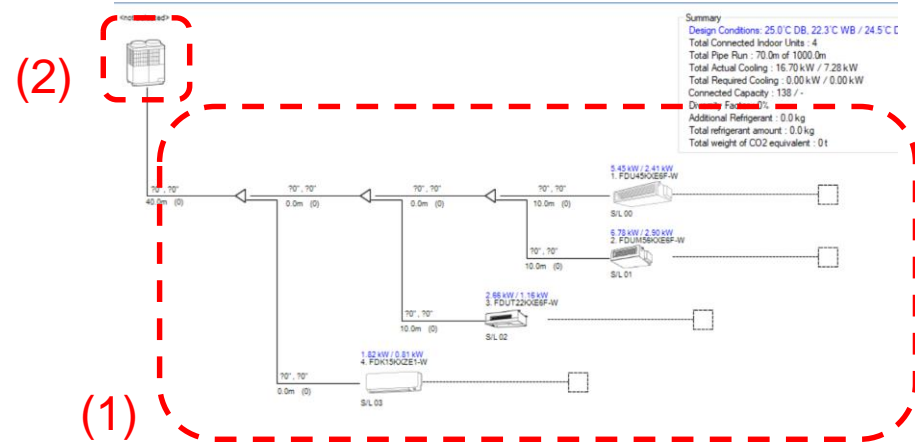 (2)
Summary
Design Conditions: 25.0°C DB, 22.3°C WB / 24.5°C D
Total Connected Indoor Units : 4
Total Pipe Run : 70.0m of 1000.0m
Total Actual Cooling : 16.70 kW / 7.28 kW
Total Required Cooling : 0.00 kW / 0.00 kW
Connected Capacity : 138 / -
0%
Additional Refrigerant : 0.0 kg
Total refrigerant amount : 0.0 kg
Total weight of CO2 equivalent : 0 t
?0", ?0"
40.0m (0)
?0", ?0"
0.0m (0)
?0", ?0"
0.0m (0)
?0", ?0"
10.0m (0)
5.45 kW / 2.41 kW
1. FDU45KXE6F-W
S/L 00
?0", ?0"
10.0m (0)
6.78 kW / 2.90 kW
2. FDUM56KXE6F-W
S/L 01
?0", ?0"
10.0m (0)
2.66 kW / 1.16 kW
3. FDUT22KXE6F-W
S/L 02
?0", ?0"
0.0m (0)
1.82 kW / 0.81 kW
4. FDK15KXZE1-W
S/L 03
(1)